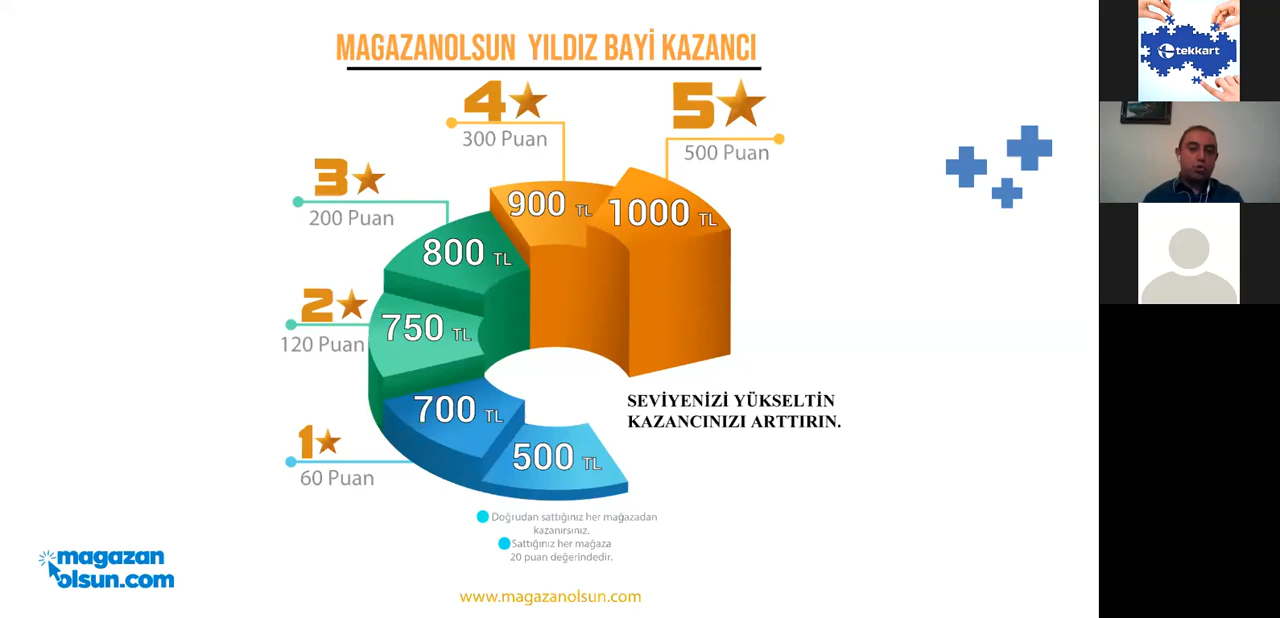 MAGAZANOLSUN YILDIZ BAYİ KAZANCI
4
300 Puan
5
500 Puan
3
200 Puan
900 TL
1000 TL
800 TL
2
120 Puan
750 TL
700 TL
1
60 Puan
500 TL
SEVİYENİZİ YÜKSELTİN
KAZANCINIZI ARTTIRIN.
Doğrudan sattığınız her mağazadan
kazanırsınız.
Sattığınız her mağaza
20 puan değerindedir.
magazan
olsun.com
www.magazanolsun.com
tekkart